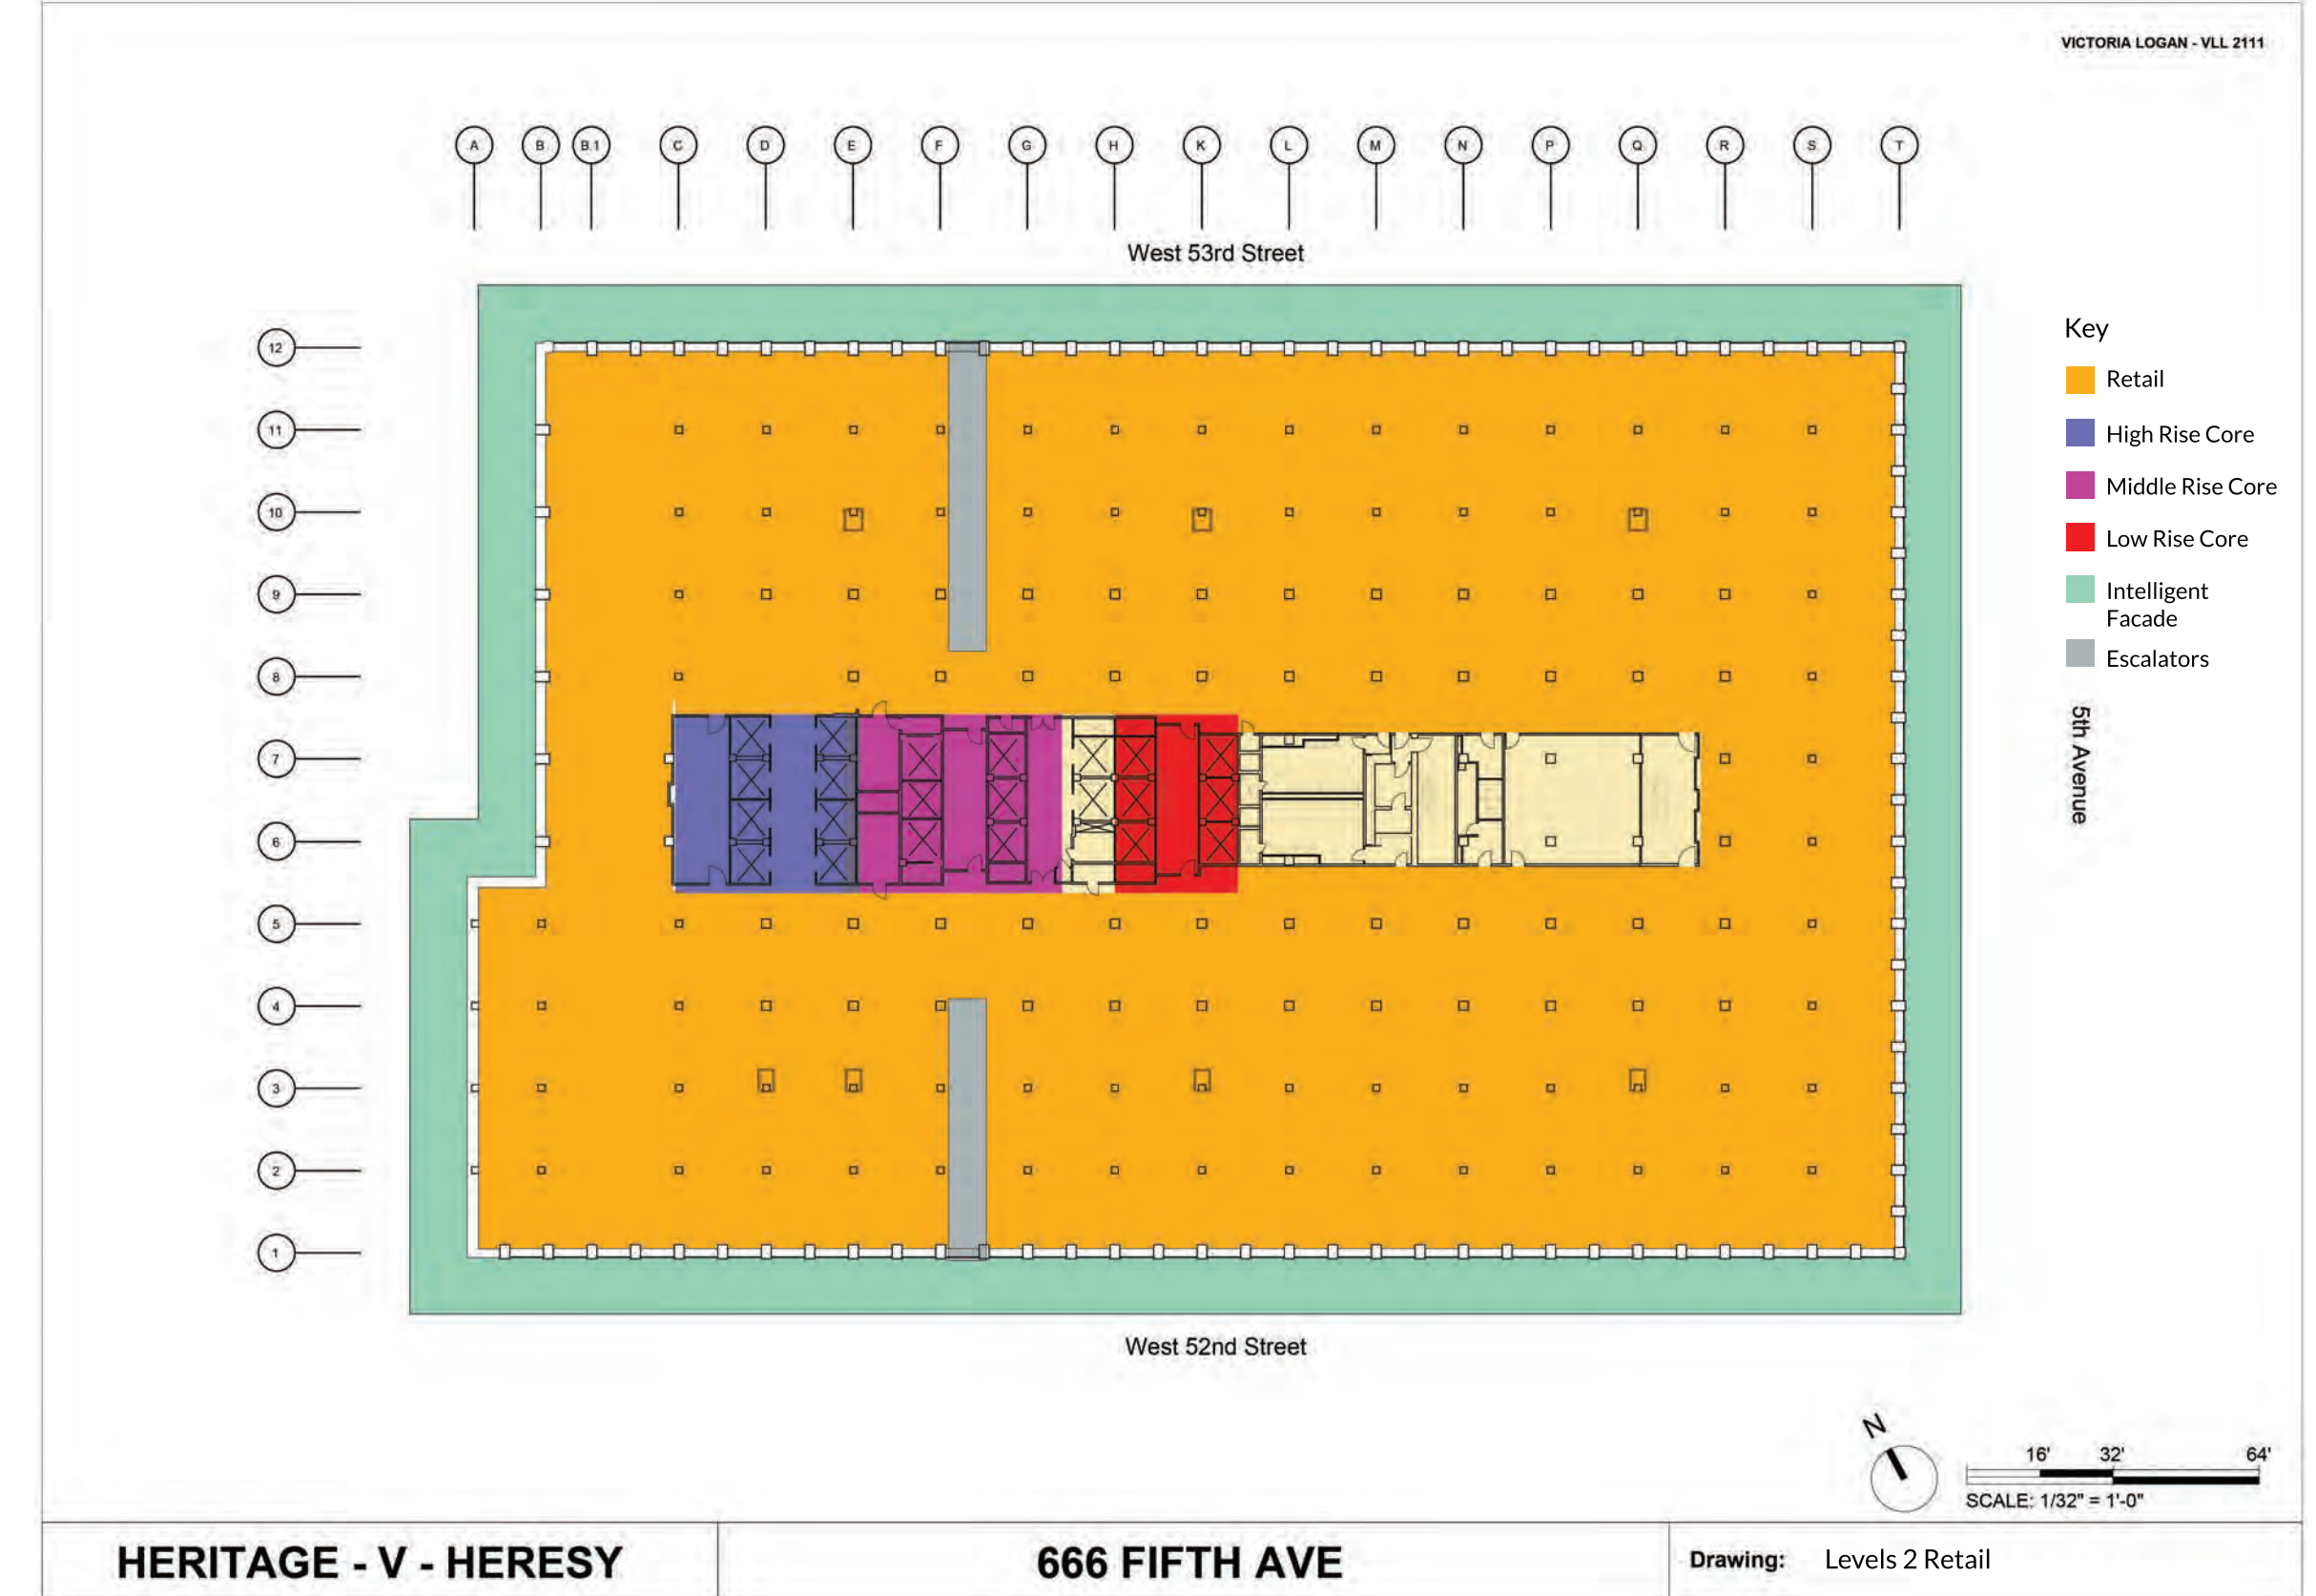 VICTORIA LOGAN - VLL 2111
A B B.1 C D E F G H K L M N P Q R S T
West 53rd Street
12
11
10
9
8
7
6
5
4
3
2
1
Key
Retail
High Rise Core
Middle Rise Core
Low Rise Core
Intelligent
Facade
Escalators
5th Avenue
West 52nd Street
N
16' 32' 64'
SCALE: 1/32" = 1'-0"
HERITAGE - V - HERESY
666 FIFTH AVE
Drawing: Levels 2 Retail